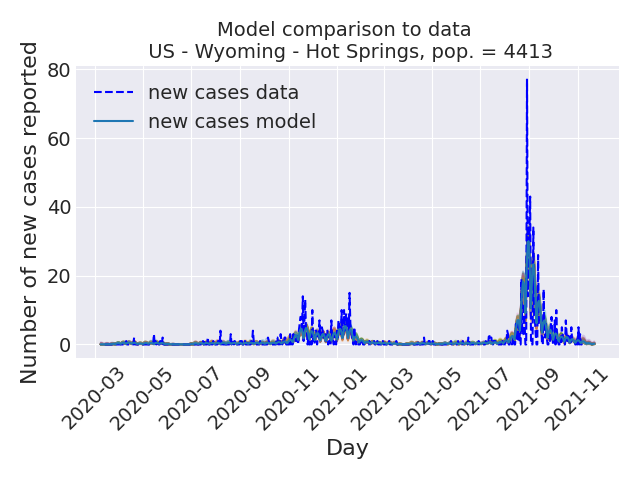 Model comparison to data
US - Wyoming - Hot Springs, pop. = 4413
Number of new cases reported
80
60
40
20
0
new cases data
new cases model
2020-03
2020-05
2020-07
2020-09
2020-11
2021-01
2021-03
2021-05
2021-07
2021-09
2021-11
Day